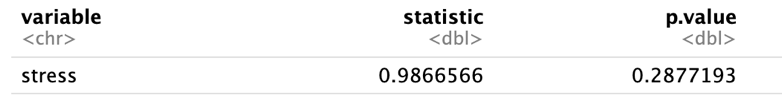 variable statistic p.value
<chr> <dbl> <dbl>
stress 0.9866566 0.2877193